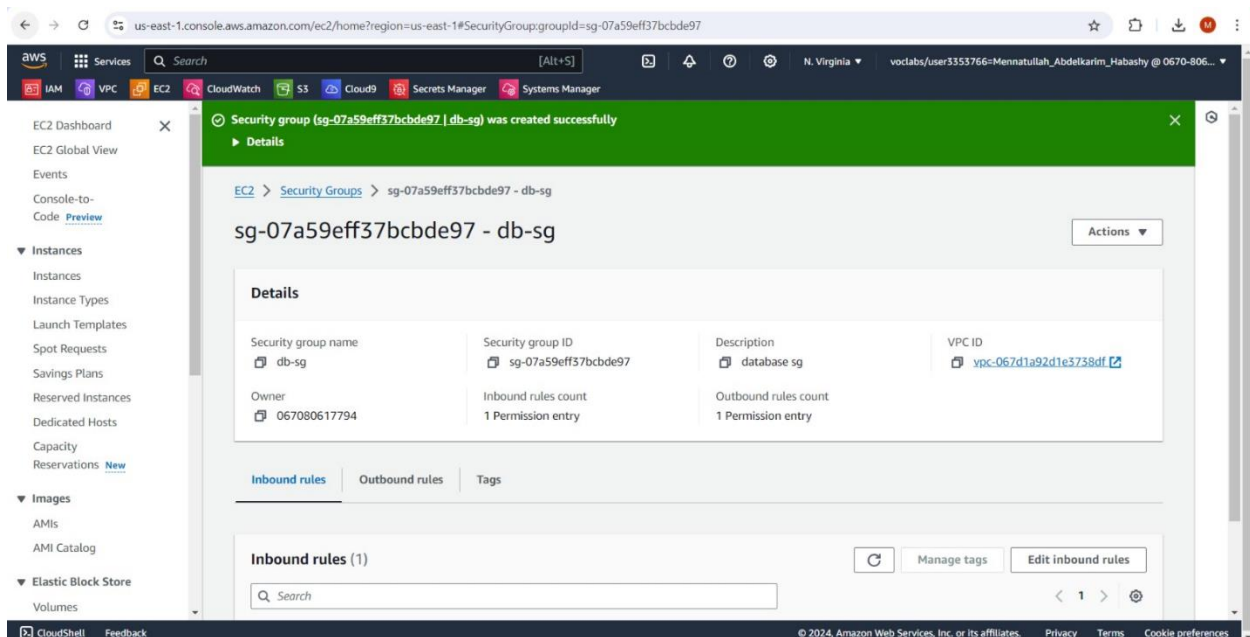 us-east-1.console.aws.amazon.com/ec2/home?region=us-east-1#SecurityGroup:groupId=sg-07a59eff37bcbde97
M
aws Services Search [Alt+S] N. Virginia ▼ voclabs/user3353766=Mennatullah_Abdelkarim_Habashy @ 0670-806... ▼
IAM VPC EC2 CloudWatch S3 Cloud9 Secrets Manager Systems Manager
EC2 Dashboard
EC2 Global View
Events
Console-to-
Code Preview
▼ Instances
Instances
Instance Types
Launch Templates
Spot Requests
Savings Plans
Reserved Instances
Dedicated Hosts
Capacity
Reservations New
▼ Images
AMIs
AMI Catalog
▼ Elastic Block Store
Volumes
Security group (sg-07a59eff37bcbde97 | db-sg) was created successfully
▶ Details
EC2 > Security Groups > sg-07a59eff37bcbde97 - db-sg
sg-07a59eff37bcbde97 - db-sg
Actions ▼
Details
Security group name
db-sg
Security group ID
sg-07a59eff37bcbde97
Description
database sg
VPC ID
vpc-067d1a92d1e3738df
Owner
067080617794
Inbound rules count
1 Permission entry
Outbound rules count
1 Permission entry
Inbound rules Outbound rules Tags
Inbound rules (1)
Manage tags Edit inbound rules
Search
< 1 >
CloudShell Feedback © 2024, Amazon Web Services, Inc. or its affiliates. Privacy Terms Cookie preferences